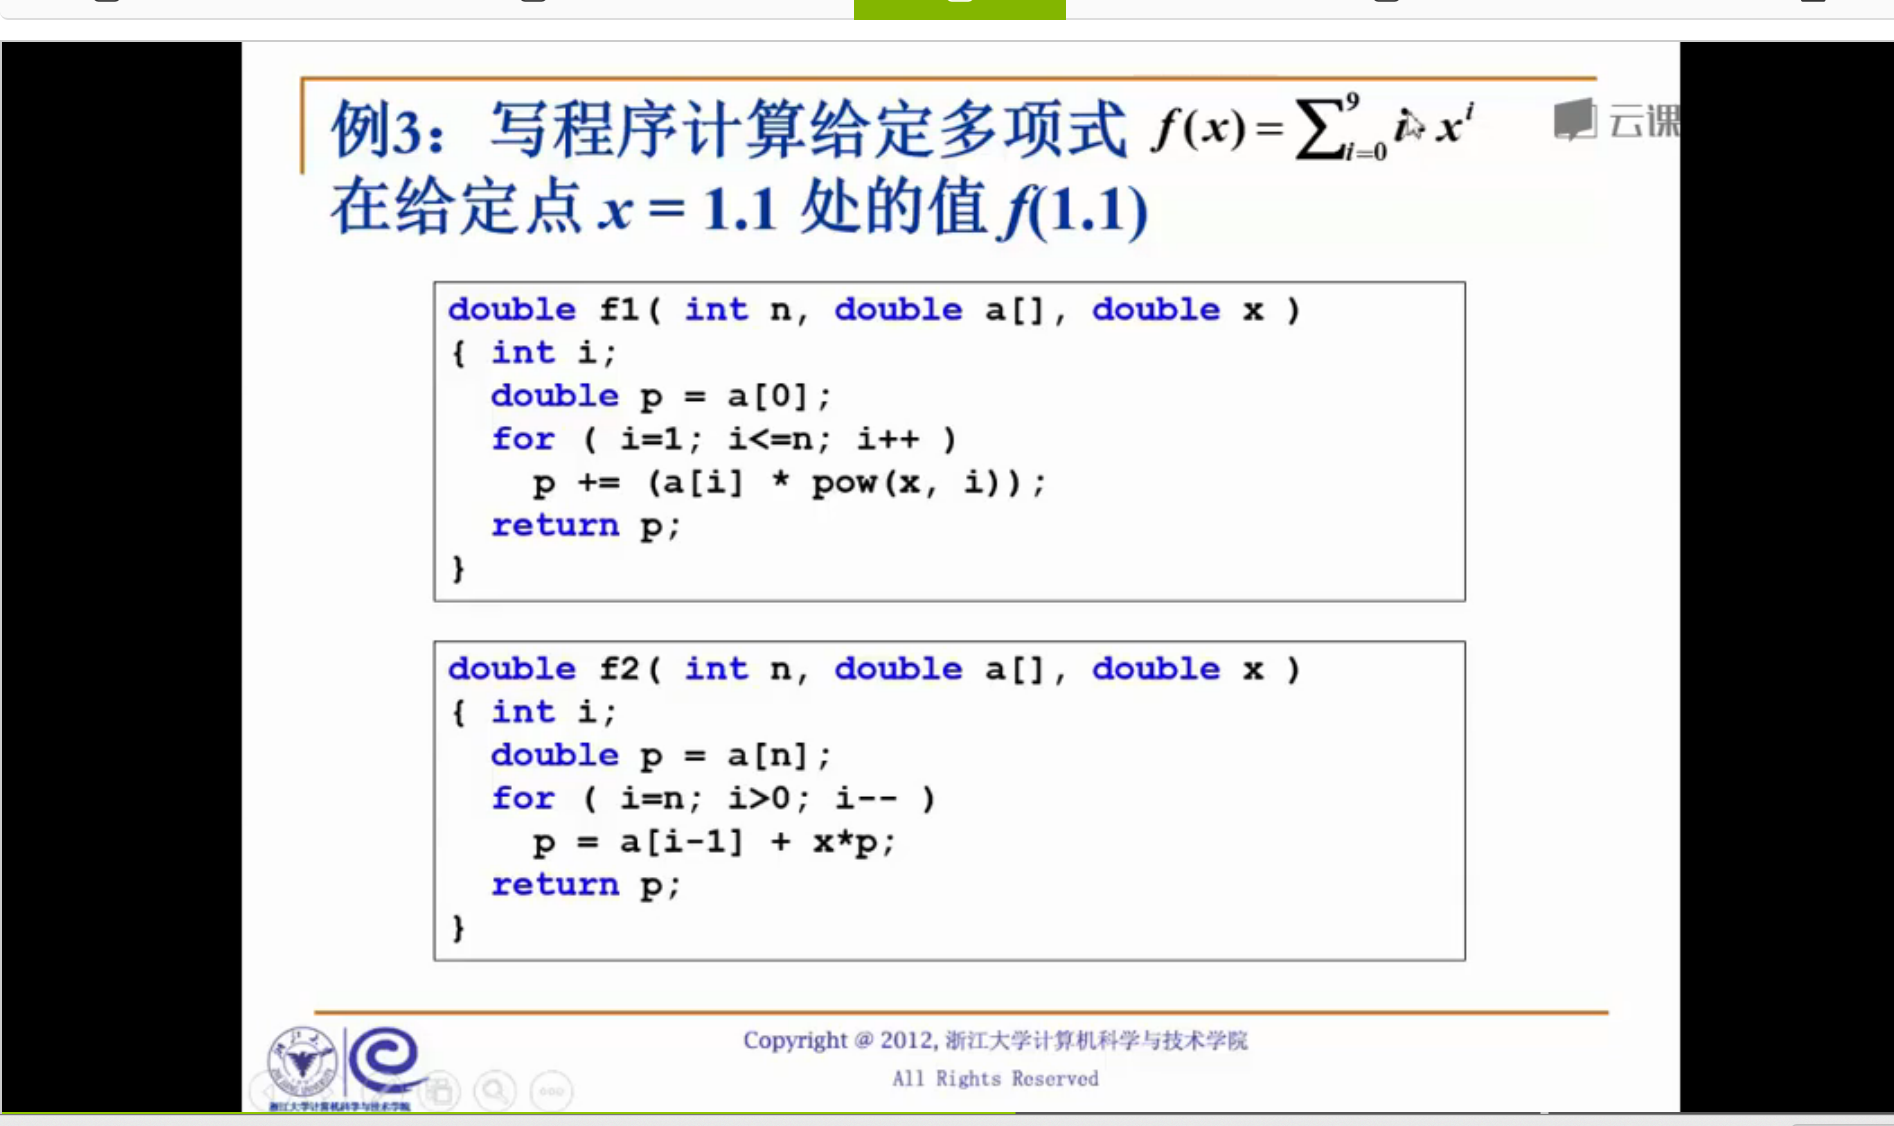 例3：写程序计算给定多项式 f(x) = ∑_{i=0}^{9} i · x^i
云课
在给定点 x = 1.1 处的值 f(1.1)
double f1( int n, double a[], double x )
{ int i;
double p = a[0];
for ( i=1; i<=n; i++ )
p += (a[i] * pow(x, i));
return p;
}
double f2( int n, double a[], double x )
{ int i;
double p = a[n];
for ( i=n; i>0; i-- )
p = a[i-1] + x*p;
return p;
}
Copyright @ 2012, 浙江大学计算机科学与技术学院
All Rights Reserved
浙江大学计算机科学与技术学院